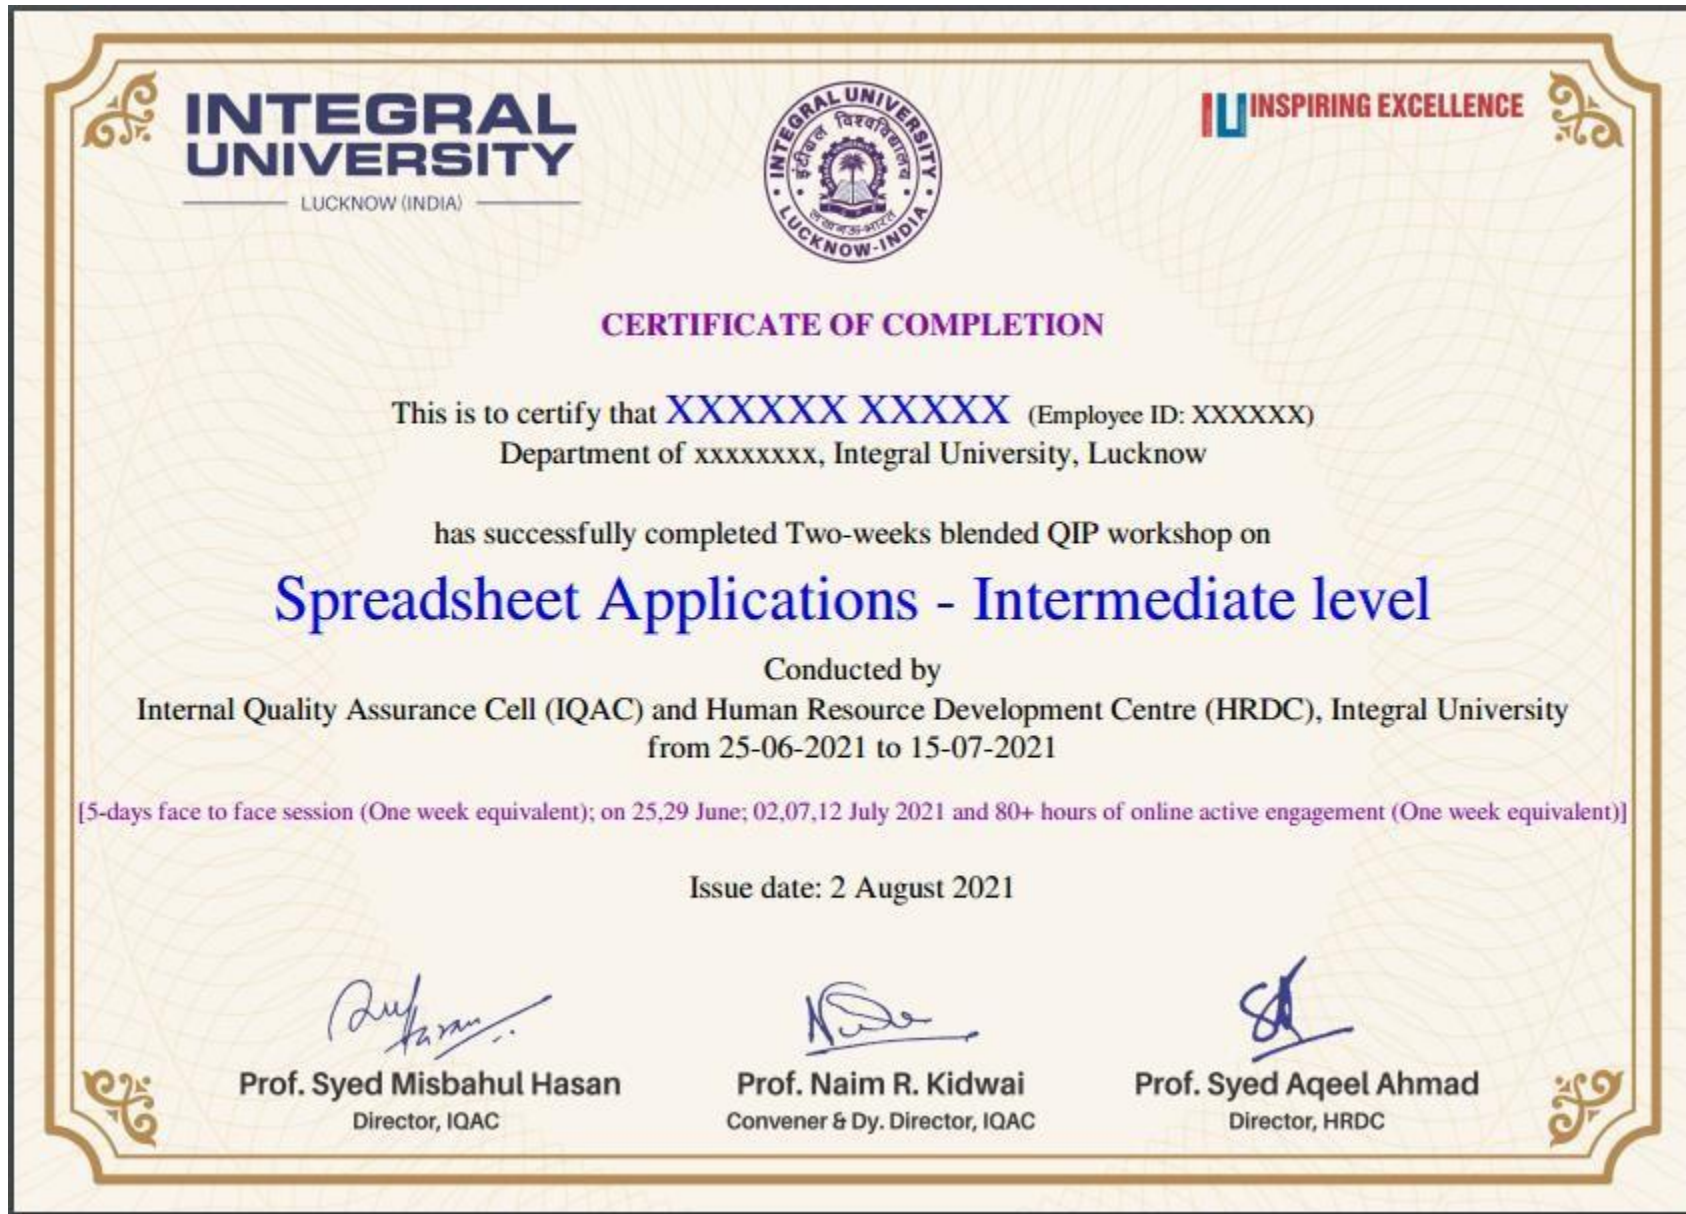 INTEGRAL
UNIVERSITY
LUCKNOW (INDIA)
INTEGRAL UNIVERSITY
इंटीग्रल विश्वविद्यालय
लखनऊ-भारत
LUCKNOW-INDIA
IU INSPIRING EXCELLENCE
CERTIFICATE OF COMPLETION
This is to certify that XXXXXX XXXXX (Employee ID: XXXXXX)
Department of xxxxxxxx, Integral University, Lucknow
has successfully completed Two-weeks blended QIP workshop on
Spreadsheet Applications - Intermediate level
Conducted by
Internal Quality Assurance Cell (IQAC) and Human Resource Development Centre (HRDC), Integral University
from 25-06-2021 to 15-07-2021
[5-days face to face session (One week equivalent); on 25,29 June; 02,07,12 July 2021 and 80+ hours of online active engagement (One week equivalent)]
Issue date: 2 August 2021
Prof. Syed Misbahul Hasan
Director, IQAC
Prof. Naim R. Kidwai
Convener & Dy. Director, IQAC
Prof. Syed Aqeel Ahmad
Director, HRDC